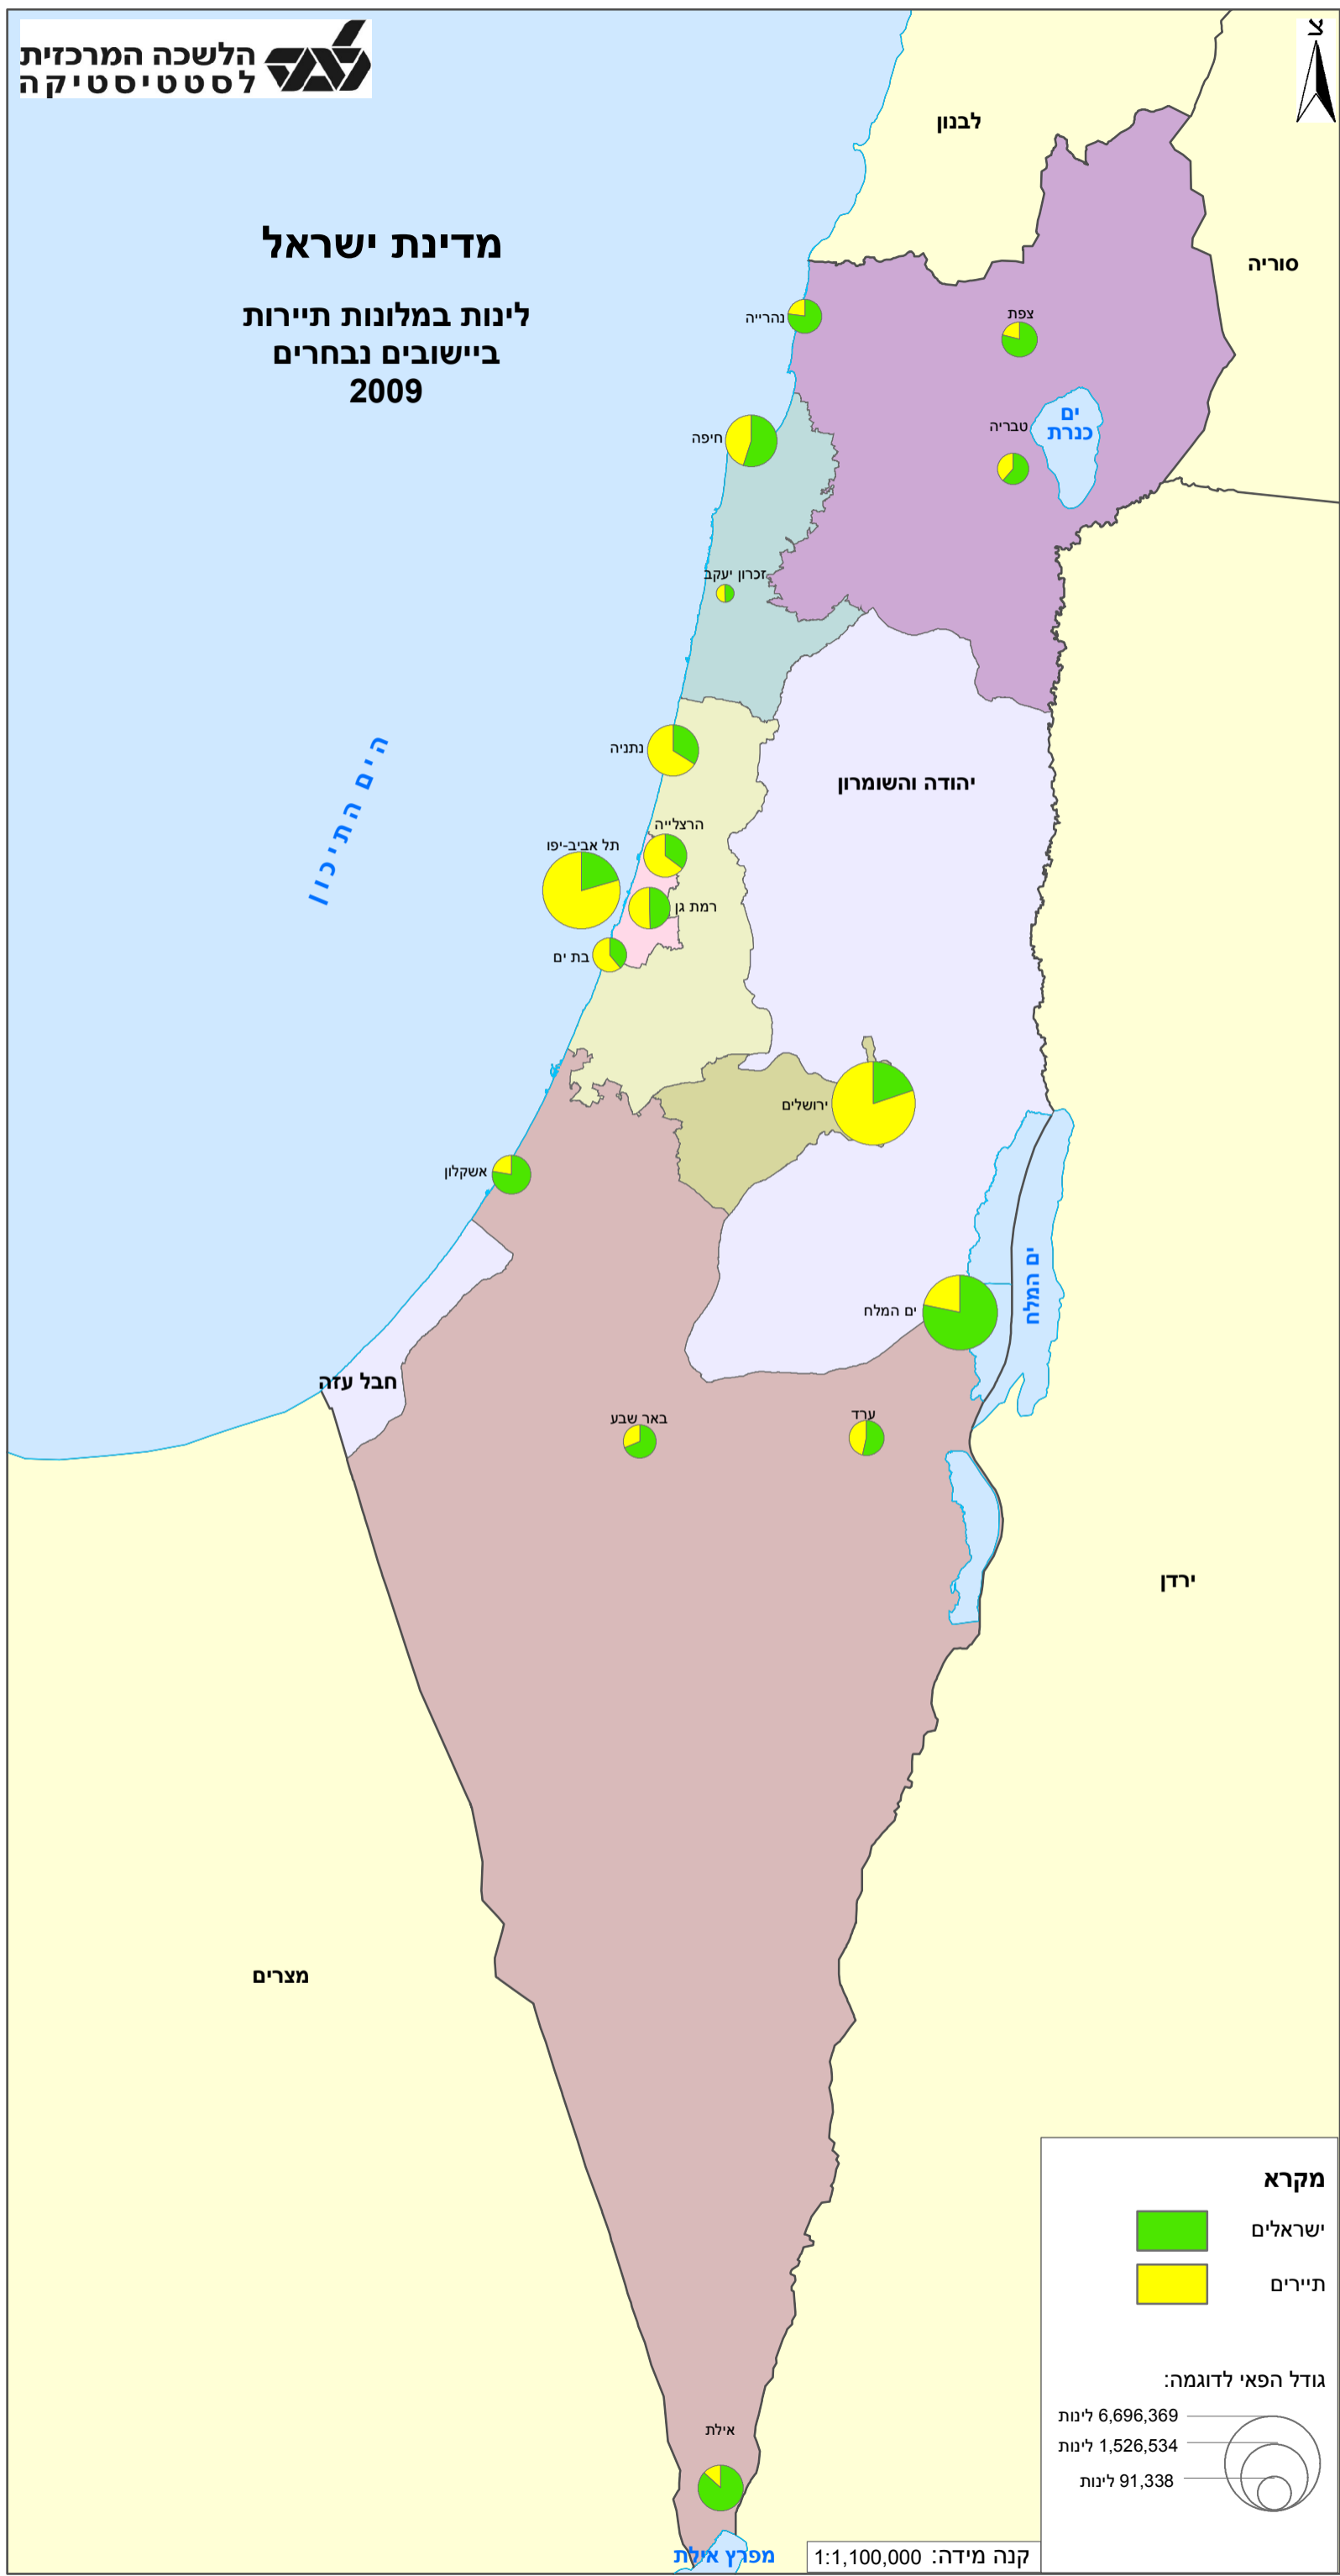 הלשכה המרכזית
לסטטיסטיקה
צ
לבנון
סוריה
מדינת ישראל
לינות במלונות תיירות
ביישובים נבחרים
2009
נהרייה
צפת
חיפה
טבריה
ים
כנרת
זכרון יעקב
הים התיכון
נתניה
יהודה והשומרון
הרצלייה
תל אביב-יפו
רמת גן
בת ים
ירושלים
אשקלון
ים המלח
ים המלח
חבל עזה
באר שבע
ערד
ירדן
מצרים
אילת
מפרץ אילת
מקרא
ישראלים
תיירים
גודל הפאי לדוגמה:
6,696,369 לינות
1,526,534 לינות
91,338 לינות
קנה מידה: 1:1,100,000